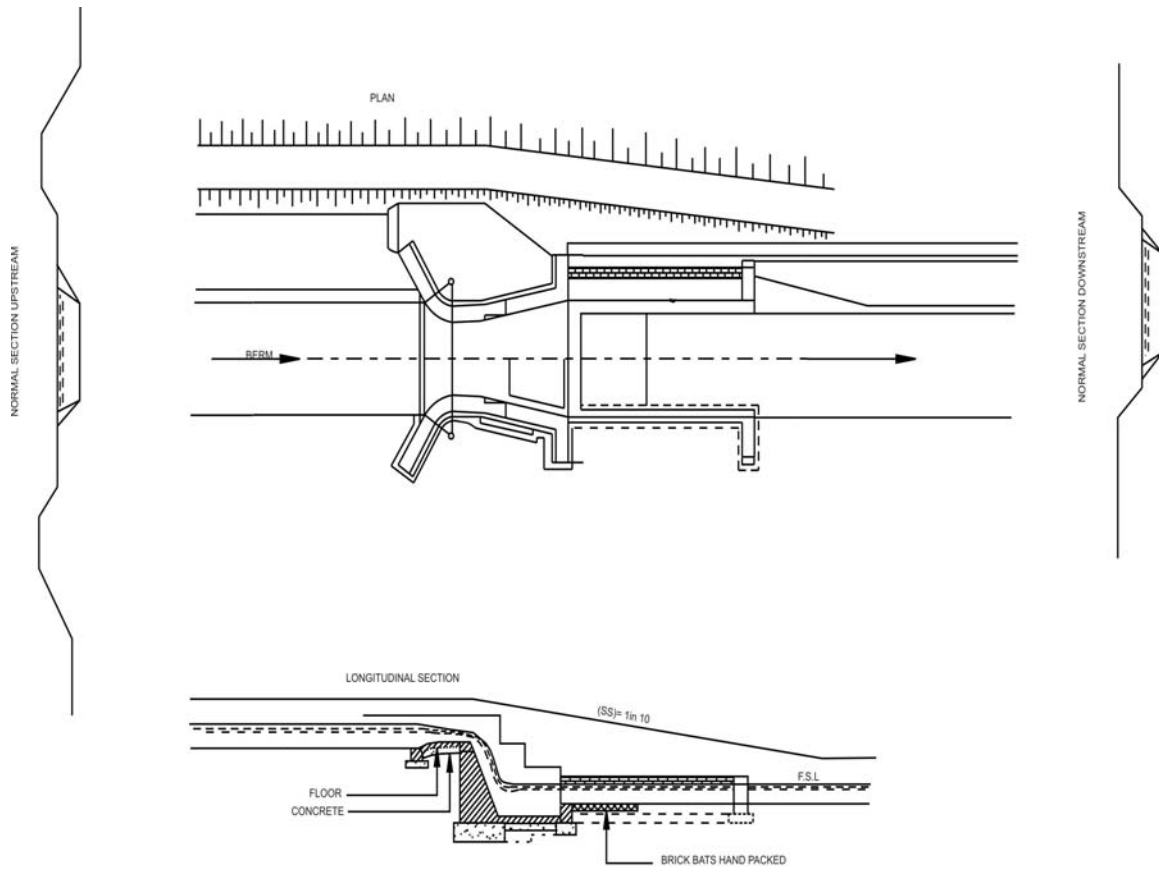 PLAN
NORMAL SECTION UPSTREAM
BERM
NORMAL SECTION DOWNSTREAM
LONGITUDINAL SECTION
(SS)= 1in 10
F.S.L
FLOOR
CONCRETE
BRICK BATS HAND PACKED